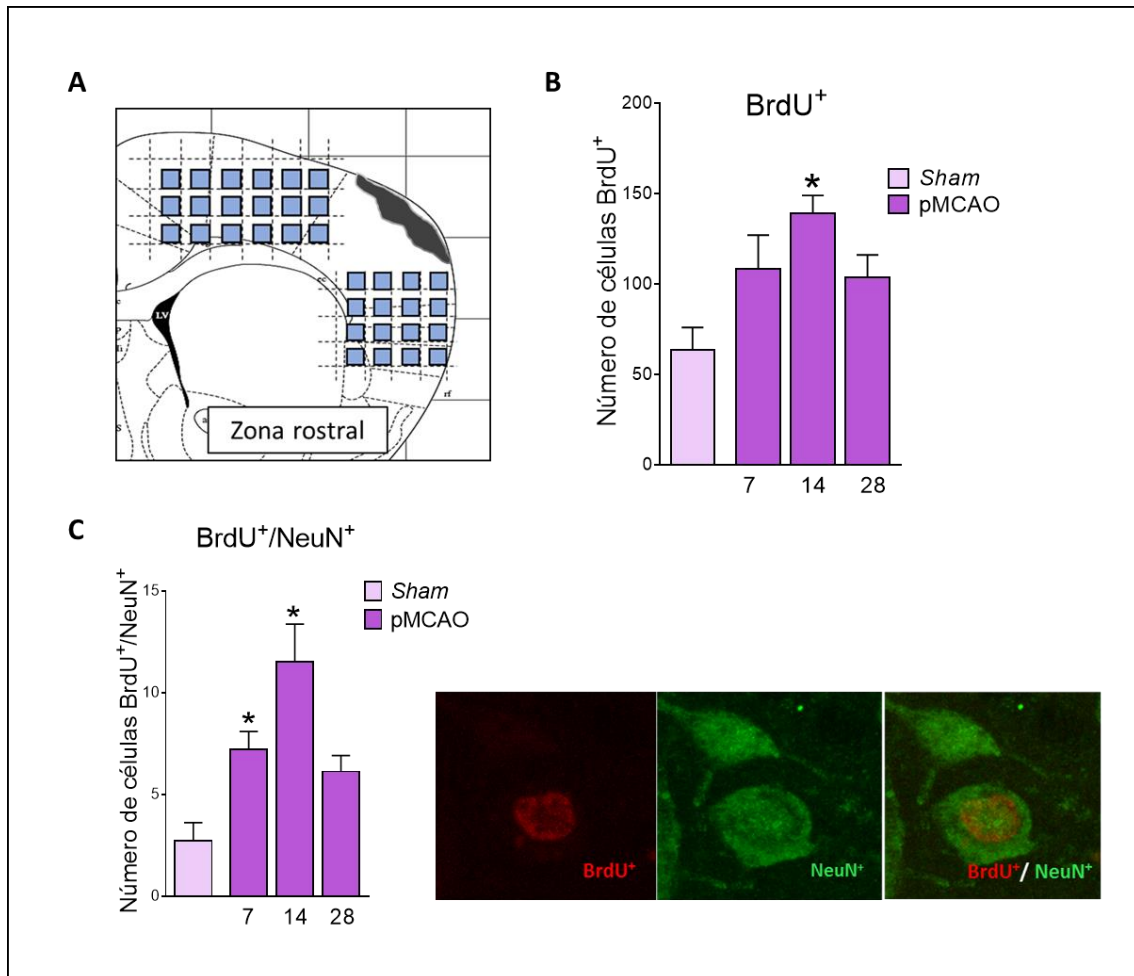 A
LV
rf
S
Zona rostral
B
BrdU⁺
Número de células BrdU⁺
200
150
100
50
0
*
7 14 28
Sham
pMCAO
C
BrdU⁺/NeuN⁺
Número de células BrdU⁺/NeuN⁺
15
10
5
0
*
*
7 14 28
Sham
pMCAO
BrdU⁺
NeuN⁺
BrdU⁺/ NeuN⁺